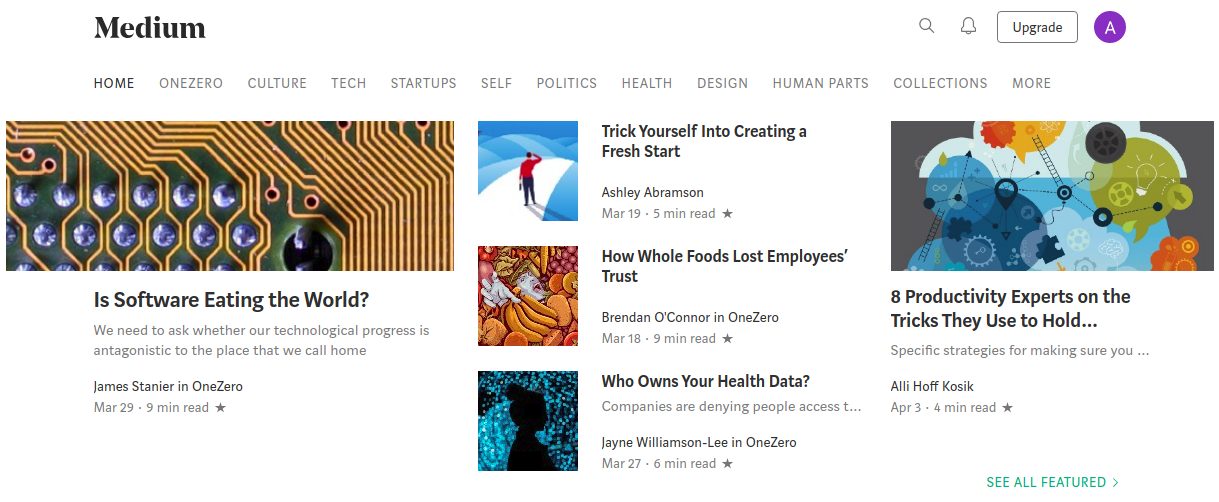 Medium
Upgrade
A
HOME ONEZERO CULTURE TECH STARTUPS SELF POLITICS HEALTH DESIGN HUMAN PARTS COLLECTIONS MORE
Is Software Eating the World?
We need to ask whether our technological progress is
antagonistic to the place that we call home
James Stanier in OneZero
Mar 29 · 9 min read ★
Trick Yourself Into Creating a
Fresh Start
Ashley Abramson
Mar 19 · 5 min read ★
How Whole Foods Lost Employees’
Trust
Brendan O'Connor in OneZero
Mar 18 · 9 min read ★
Who Owns Your Health Data?
Companies are denying people access t…
Jayne Williamson-Lee in OneZero
Mar 27 · 6 min read ★
8 Productivity Experts on the
Tricks They Use to Hold…
Specific strategies for making sure you …
Alli Hoff Kosik
Apr 3 · 4 min read ★
SEE ALL FEATURED >